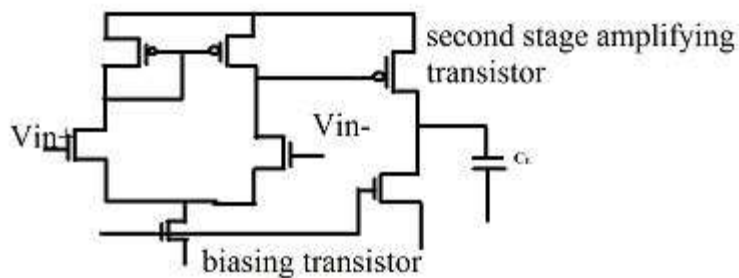 second stage amplifying
transistor
Vin+
Vin-
biasing transistor